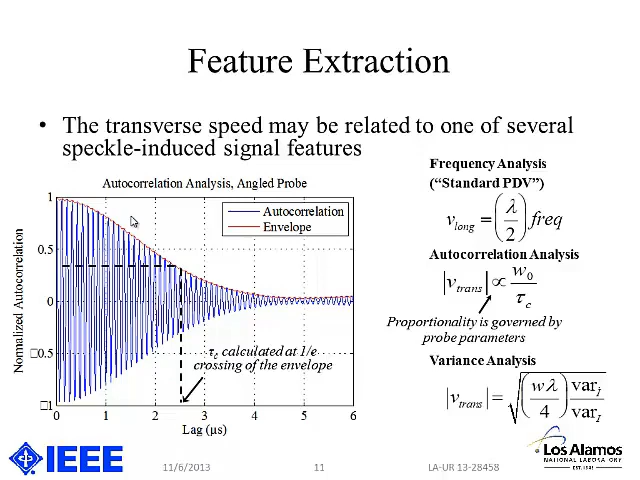 Feature Extraction
• The transverse speed may be related to one of several
speckle-induced signal features
Autocorrelation Analysis, Angled Probe
Normalized Autocorrelation
1
0.5
0
□0.5
□1
Autocorrelation
Envelope
τc calculated at 1/e
crossing of the envelope
0 1 2 3 4 5 6
Lag (μs)
Frequency Analysis
(“Standard PDV”)
v_long = (λ/2) freq
Autocorrelation Analysis
|v_trans| ∝ w₀/τ_c
Proportionality is governed by
probe parameters
Variance Analysis
|v_trans| = √((wλ/4) var_İ/var_I)
IEEE
11/6/2013
11
LA-UR 13-28458
Los Alamos
NATIONAL LABORATORY
EST. 1943